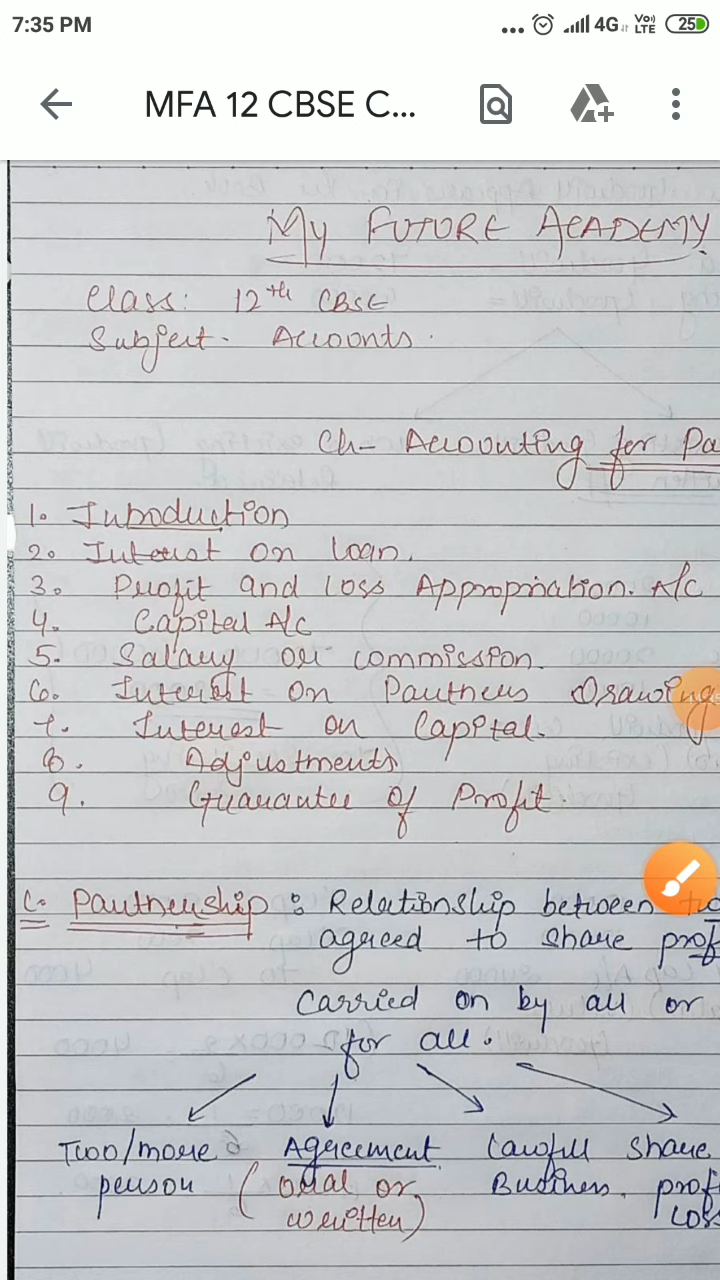 7:35 PM
4G Vo)) LTE 25
MFA 12 CBSE C...
My FUTURE ACADEMY
Class: 12th CBSE
Subject- Accounts.
Ch- Accounting for Pa
1. Introduction
2. Interest on loan.
3. Profit and loss Appropriation. A/c
4. Capital A/c
5. Salary or commission.
6. Interest on Partners Drawing
7. Interest on Capital.
8. Adjustments
9. Guarantee of Profit.
Partnership : Relationship between
agreed to share prof
carried on by all or
for all.
Two/more Agreement lawfull share
person (oral or Business. prof
written) loss